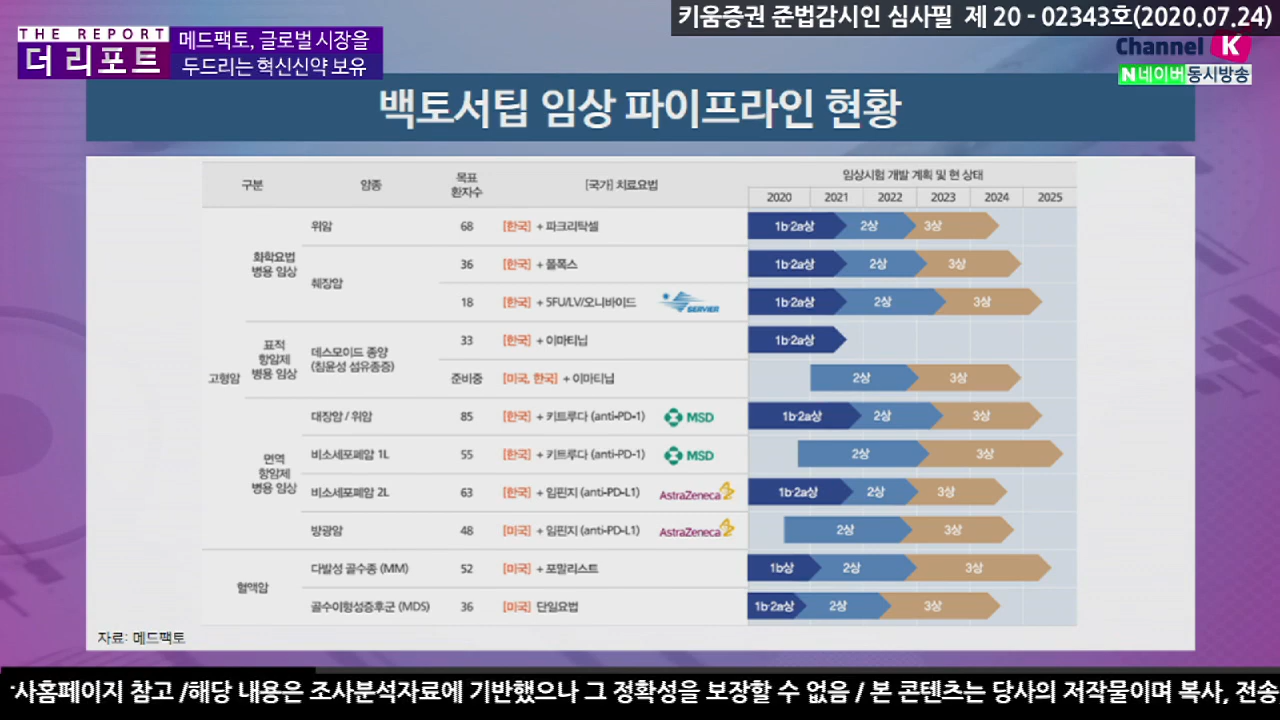 키움증권 준법감시인 심사필 제 20 - 02343호(2020.07.24)
THE REPORT
더 리포트
메드팩토, 글로벌 시장을
두드리는 혁신신약 보유
Channel K
N네이버동시방송
백토서팁 임상 파이프라인 현황
구분 암종 목표 환자수 [국가] 치료요법 임상시험 개발 계획 및 현 상태
2020 2021 2022 2023 2024 2025
고형암
화학요법
병용 임상
위암 68 [한국] + 파크리탁셀 1b·2a상 2상 3상
췌장암
36 [한국] + 폴폭스 1b·2a상 2상 3상
18 [한국] + 5FU/LV/오니바이드 SERVIER 1b·2a상 2상 3상
표적
항암제
병용 임상
데스모이드 종양
(침윤성 섬유종증)
33 [한국] + 이마티닙 1b·2a상
준비중 [미국, 한국] + 이마티닙 2상 3상
면역
항암제
병용 임상
대장암 / 위암 85 [한국] + 키트루다 (anti-PD-1) MSD 1b·2a상 2상 3상
비소세포폐암 1L 55 [한국] + 키트루다 (anti-PD-1) MSD 2상 3상
비소세포폐암 2L 63 [한국] + 임핀지 (anti-PD-L1) AstraZeneca 1b·2a상 2상 3상
방광암 48 [미국] + 임핀지 (anti-PD-L1) AstraZeneca 2상 3상
혈액암
다발성 골수종 (MM) 52 [미국] + 포말리스트 1b상 2상 3상
골수이형성증후군 (MDS) 36 [미국] 단일요법 1b·2a상 2상 3상
자료: 메드팩토
사홈페이지 참고 /해당 내용은 조사분석자료에 기반했으나 그 정확성을 보장할 수 없음 / 본 콘텐츠는 당사의 저작물이며 복사, 전송